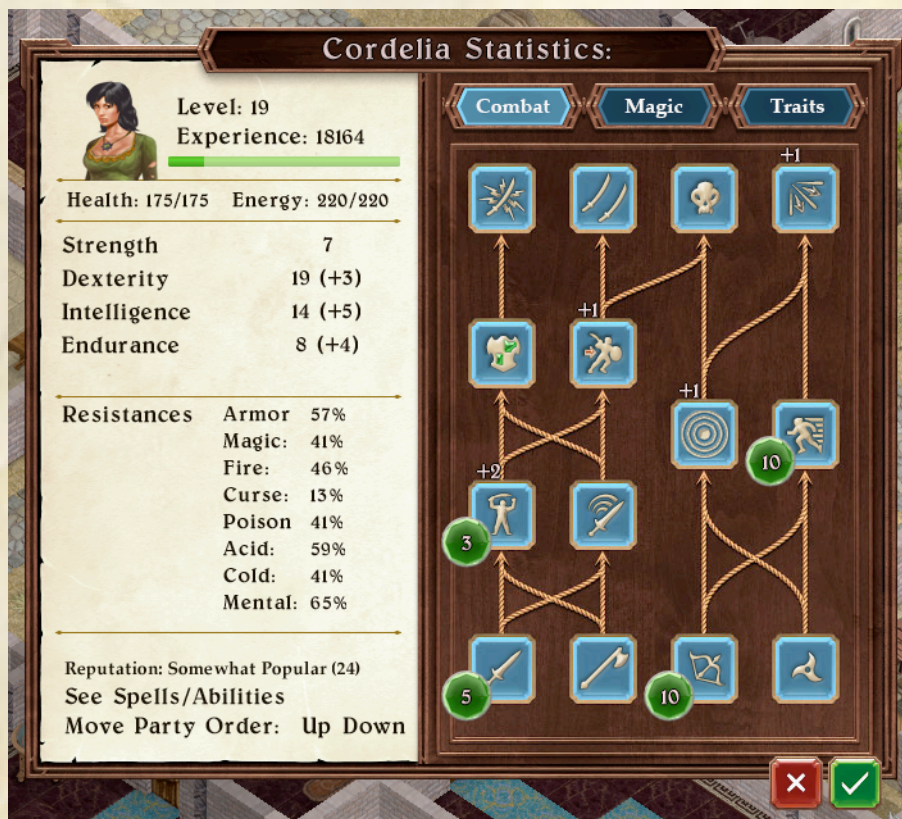 Cordelia Statistics:
Level: 19
Experience: 18164
Health: 175/175 Energy: 220/220
Strength 7
Dexterity 19 (+3)
Intelligence 14 (+5)
Endurance 8 (+4)
Resistances Armor 57%
Magic: 41%
Fire: 46%
Curse: 13%
Poison 41%
Acid: 59%
Cold: 41%
Mental: 65%
Reputation: Somewhat Popular (24)
See Spells/Abilities
Move Party Order: Up Down
Combat Magic Traits
+1
+1
+1
10
+2
3
5 10